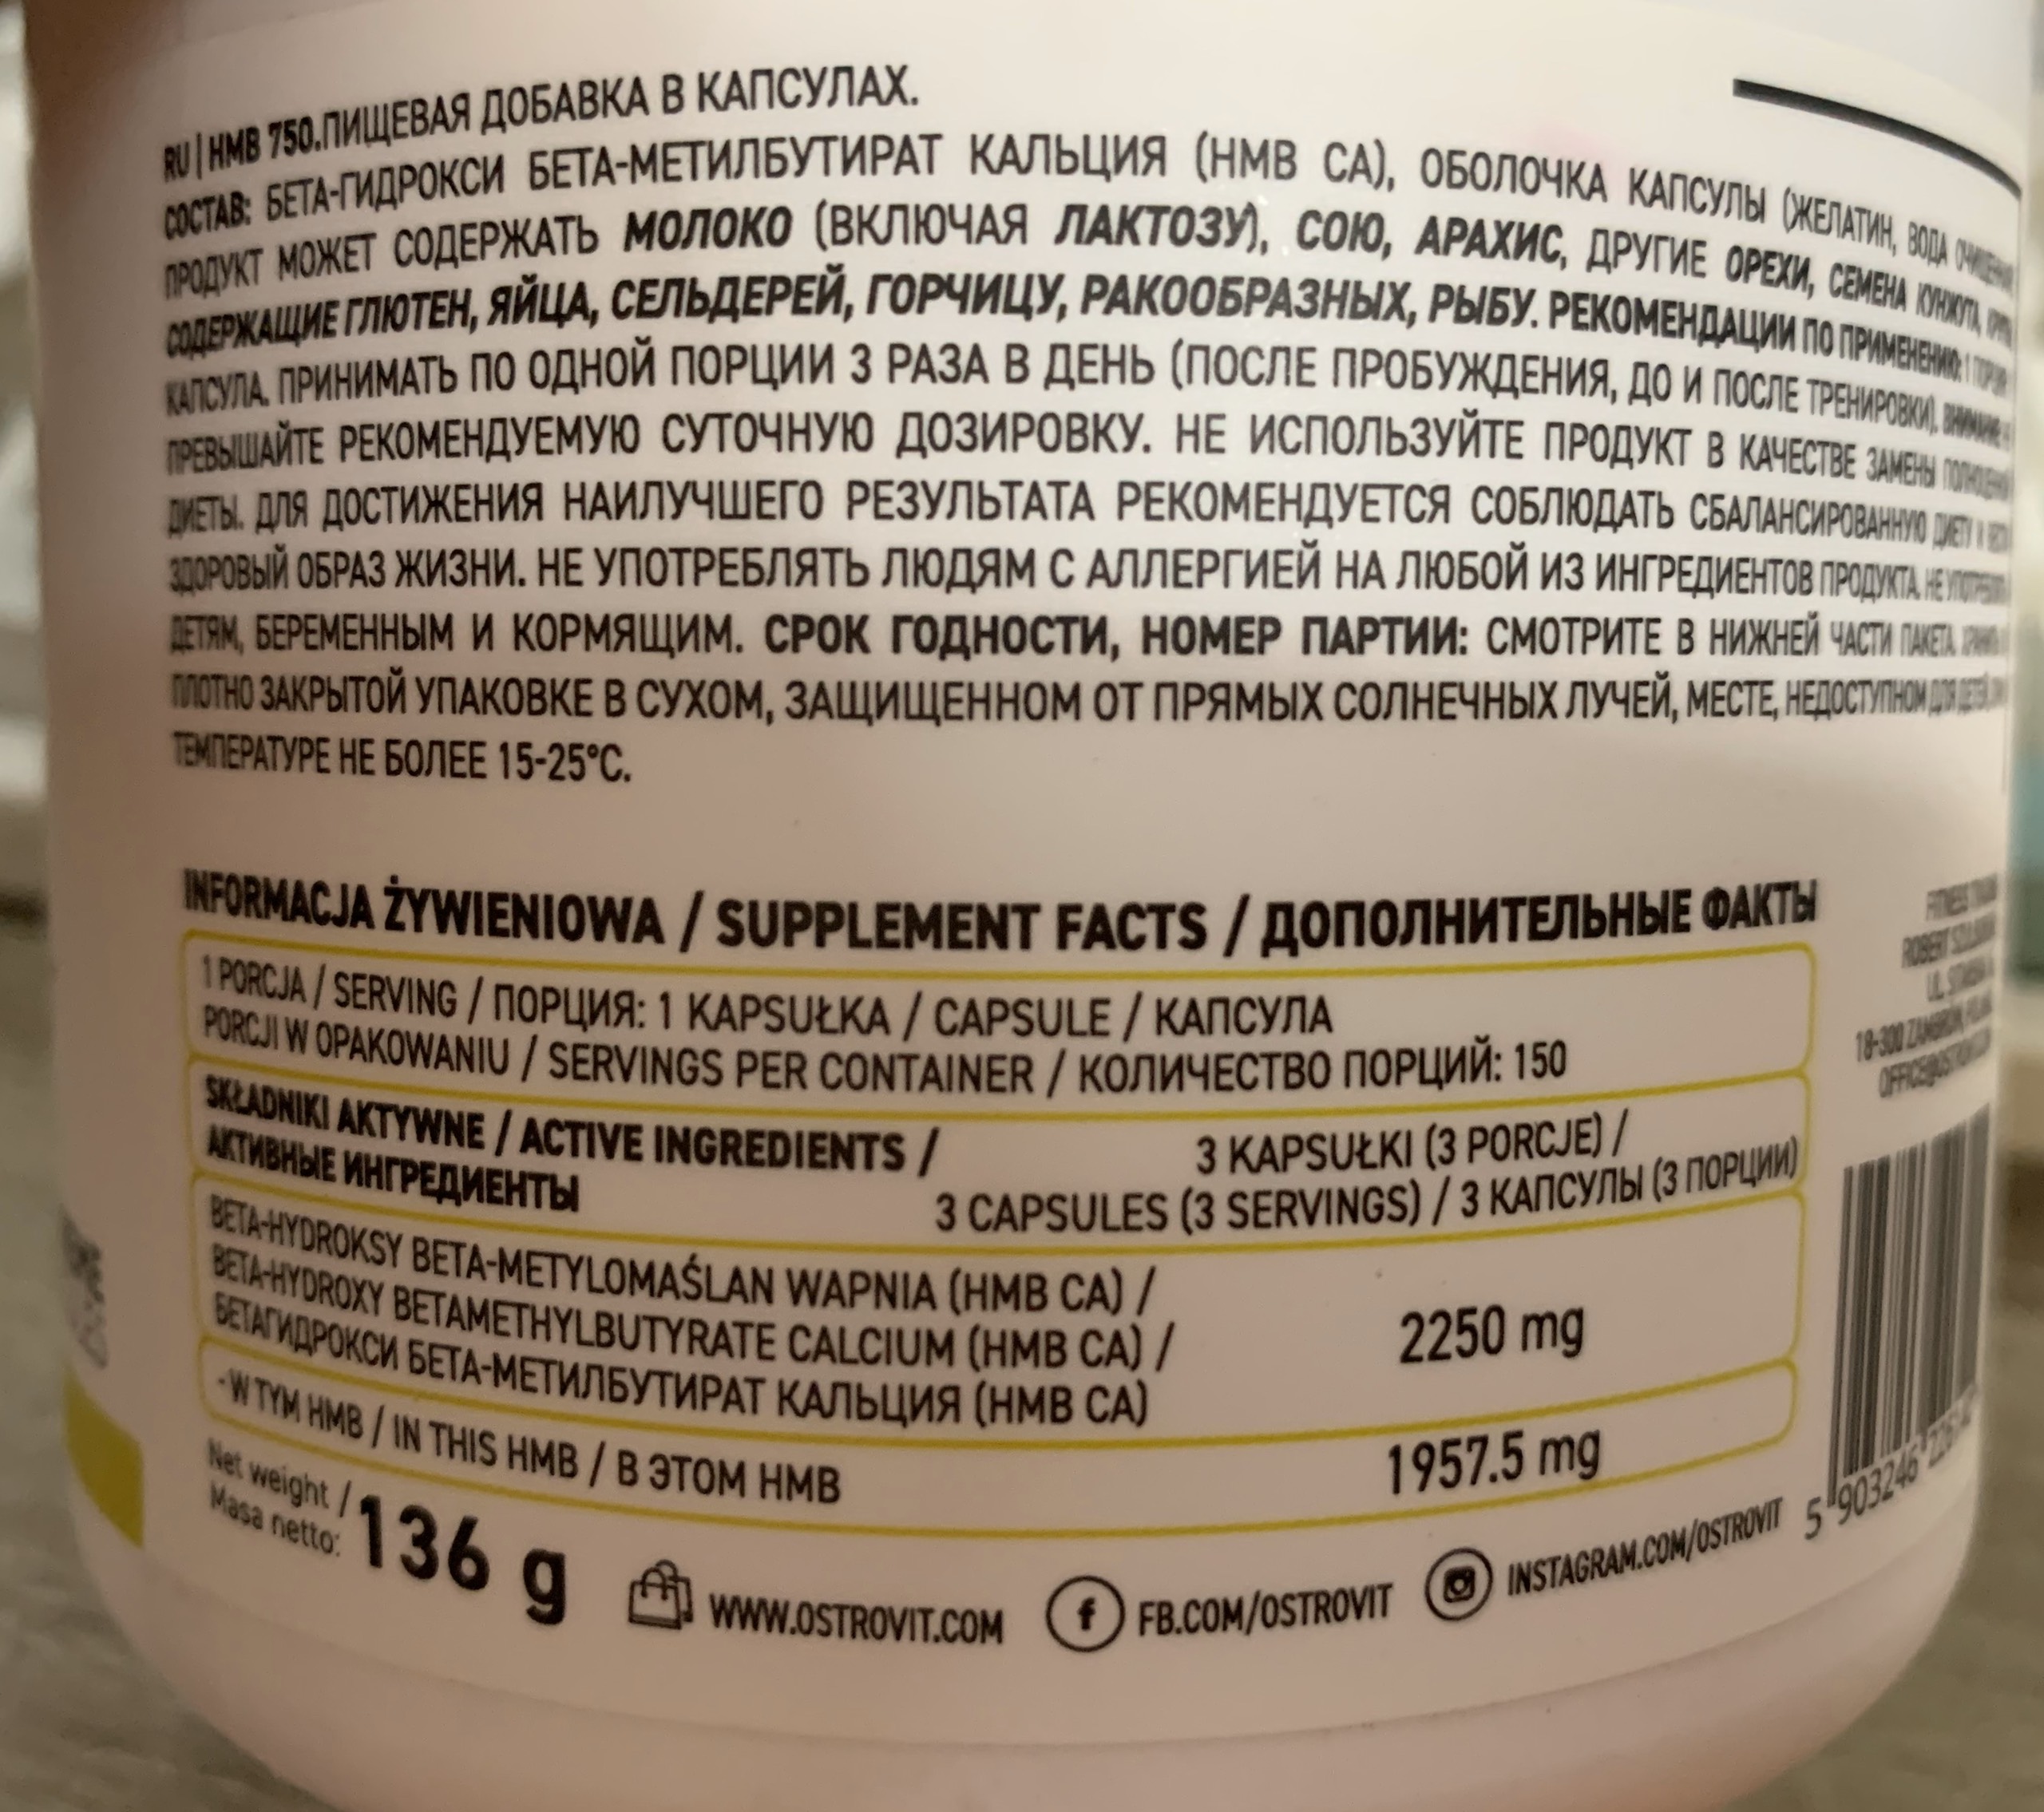 RU | HMB 750.ПИЩЕВАЯ ДОБАВКА В КАПСУЛАХ.
СОСТАВ: БЕТА-ГИДРОКСИ БЕТА-МЕТИЛБУТИРАТ КАЛЬЦИЯ (HMB CA), ОБОЛОЧКА КАПСУЛЫ (ЖЕЛАТИН, ВОДА
ПРОДУКТ МОЖЕТ СОДЕРЖАТЬ МОЛОКО (ВКЛЮЧАЯ ЛАКТОЗУ), СОЮ, АРАХИС, ДРУГИЕ ОРЕХИ, СЕМЕНА КУНЖУТА,
СОДЕРЖАЩИЕ ГЛЮТЕН, ЯЙЦА, СЕЛЬДЕРЕЙ, ГОРЧИЦУ, РАКООБРАЗНЫХ, РЫБУ. РЕКОМЕНДАЦИИ ПО ПРИМЕНЕНИЮ: 1
КАПСУЛА. ПРИНИМАТЬ ПО ОДНОЙ ПОРЦИИ 3 РАЗА В ДЕНЬ (ПОСЛЕ ПРОБУЖДЕНИЯ, ДО И ПОСЛЕ ТРЕНИРОВКИ).
ПРЕВЫШАЙТЕ РЕКОМЕНДУЕМУЮ СУТОЧНУЮ ДОЗИРОВКУ. НЕ ИСПОЛЬЗУЙТЕ ПРОДУКТ В КАЧЕСТВЕ ЗАМЕНЫ
ДИЕТЫ. ДЛЯ ДОСТИЖЕНИЯ НАИЛУЧШЕГО РЕЗУЛЬТАТА РЕКОМЕНДУЕТСЯ СОБЛЮДАТЬ СБАЛАНСИРОВАННУЮ ДИЕТУ И
ЗДОРОВЫЙ ОБРАЗ ЖИЗНИ. НЕ УПОТРЕБЛЯТЬ ЛЮДЯМ С АЛЛЕРГИЕЙ НА ЛЮБОЙ ИЗ ИНГРЕДИЕНТОВ ПРОДУКТА. НЕ
ДЕТЯМ, БЕРЕМЕННЫМ И КОРМЯЩИМ. СРОК ГОДНОСТИ, НОМЕР ПАРТИИ: СМОТРИТЕ В НИЖНЕЙ ЧАСТИ ПАКЕТА.
ПЛОТНО ЗАКРЫТОЙ УПАКОВКЕ В СУХОМ, ЗАЩИЩЕННОМ ОТ ПРЯМЫХ СОЛНЕЧНЫХ ЛУЧЕЙ, МЕСТЕ, НЕДОСТУПНОМ ДЛЯ
ТЕМПЕРАТУРЕ НЕ БОЛЕЕ 15-25°C.
INFORMACJA ŻYWIENIOWA / SUPPLEMENT FACTS / ДОПОЛНИТЕЛЬНЫЕ ФАКТЫ
1 PORCJA / SERVING / ПОРЦИЯ: 1 KAPSUŁKA / CAPSULE / КАПСУЛА
PORCJI W OPAKOWANIU / SERVINGS PER CONTAINER / КОЛИЧЕСТВО ПОРЦИЙ: 150
SKŁADNIKI AKTYWNE / ACTIVE INGREDIENTS /
АКТИВНЫЕ ИНГРЕДИЕНТЫ
3 KAPSUŁKI (3 PORCJE) /
3 CAPSULES (3 SERVINGS) / 3 КАПСУЛЫ (3 ПОРЦИИ)
BETA-HYDROKSY BETA-METYLOMAŚLAN WAPNIA (HMB CA) /
BETA-HYDROXY BETAMETHYLBUTYRATE CALCIUM (HMB CA) /
БЕТАГИДРОКСИ БЕТА-МЕТИЛБУТИРАТ КАЛЬЦИЯ (HMB CA)
2250 mg
- W TYM HMB / IN THIS HMB / В ЭТОМ HMB
1957.5 mg
Net weight /
Masa netto:
136 g
WWW.OSTROVIT.COM
f FB.COM/OSTROVIT
INSTAGRAM.COM/OSTROVIT
FITNESS
ROBERT
UL.
18-300
5 903246